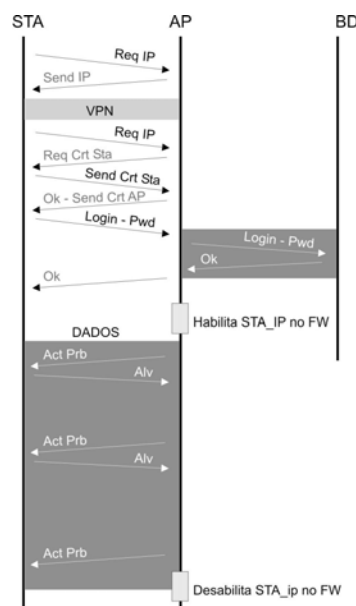 STA AP BD
Req IP
Send IP
VPN
Req IP
Req Crt Sta
Send Crt Sta
Ok - Send Crt AP
Login - Pwd
Login - Pwd
Ok
Ok
Habilita STA_IP no FW
DADOS
Act Prb
Alv
Act Prb
Alv
Act Prb
Desabilita STA_ip no FW